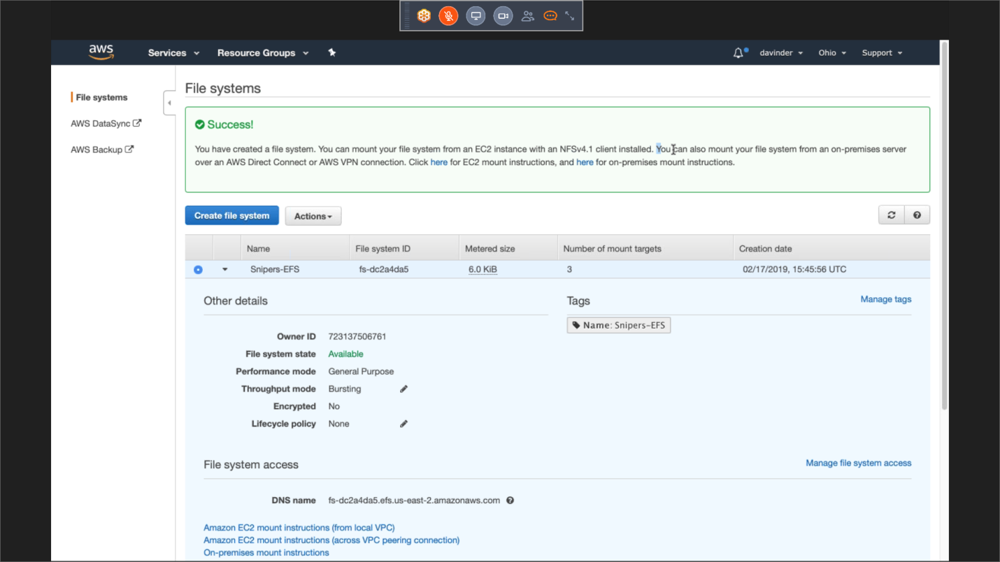 aws Services Resource Groups davinder Ohio Support
File systems
AWS DataSync
AWS Backup
File systems
Success!
You have created a file system. You can mount your file system from an EC2 instance with an NFSv4.1 client installed. You can also mount your file system from an on-premises server
over an AWS Direct Connect or AWS VPN connection. Click here for EC2 mount instructions, and here for on-premises mount instructions.
Create file system Actions
Name File system ID Metered size Number of mount targets Creation date
Snipers-EFS fs-dc2a4da5 6.0 KiB 3 02/17/2019, 15:45:56 UTC
Other details
Owner ID 723137506761
File system state Available
Performance mode General Purpose
Throughput mode Bursting
Encrypted No
Lifecycle policy None
Tags Manage tags
Name: Snipers-EFS
File system access Manage file system access
DNS name fs-dc2a4da5.efs.us-east-2.amazonaws.com
Amazon EC2 mount instructions (from local VPC)
Amazon EC2 mount instructions (across VPC peering connection)
On-premises mount instructions